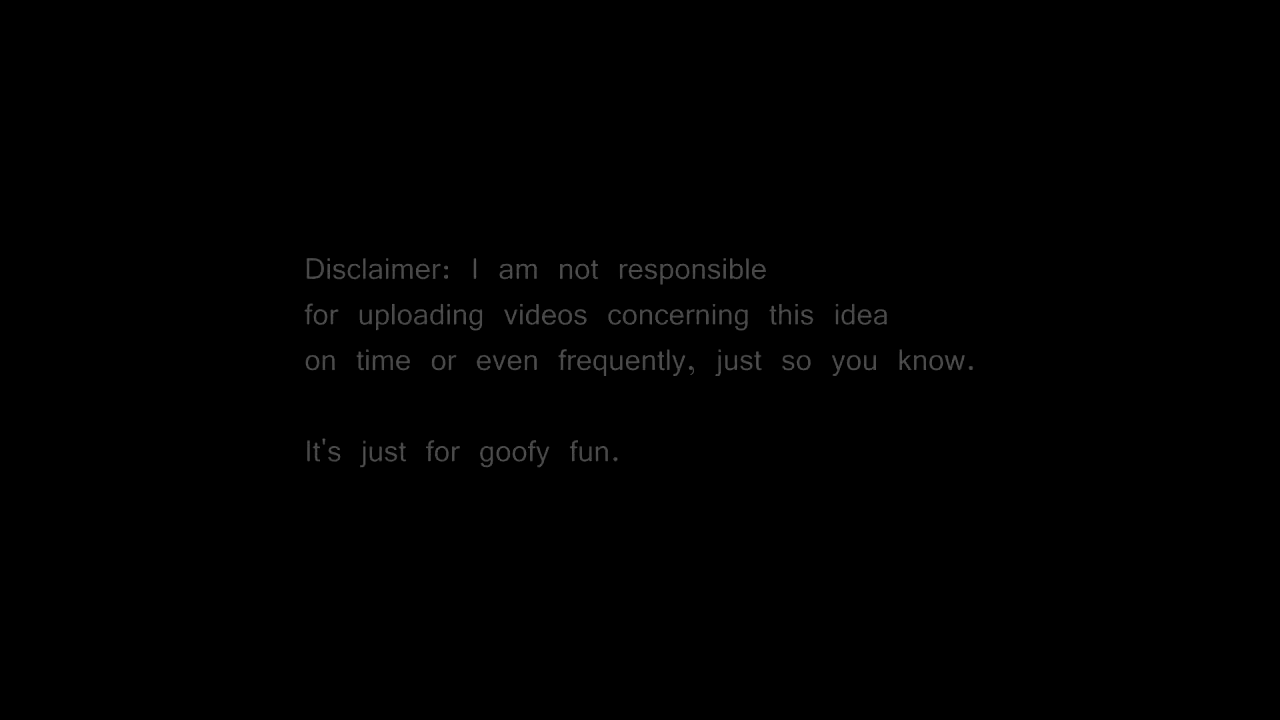 Disclaimer: I am not responsible
for uploading videos concerning this idea
on time or even frequently, just so you know.
It's just for goofy fun.